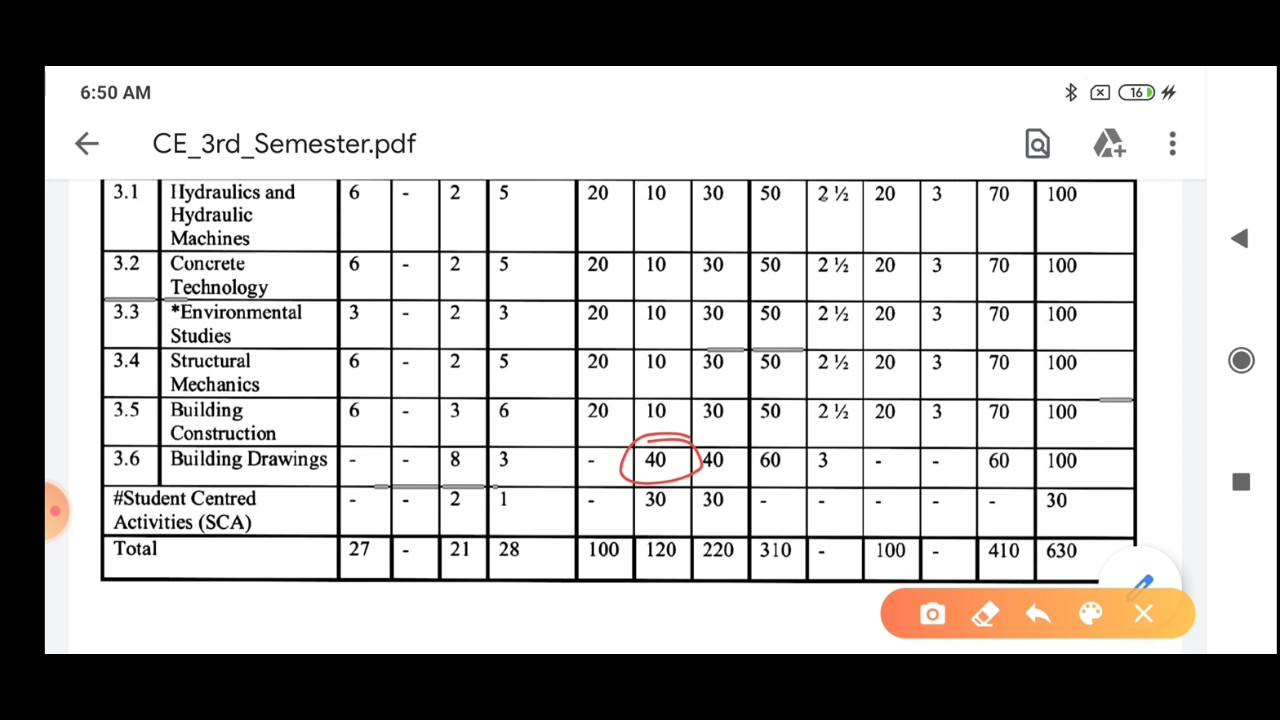 6:50 AM 16
CE_3rd_Semester.pdf
3.1 Hydraulics and 6 - 2 5 20 10 30 50 2 ½ 20 3 70 100
Hydraulic
Machines
3.2 Concrete 6 - 2 5 20 10 30 50 2 ½ 20 3 70 100
Technology
3.3 *Environmental 3 - 2 3 20 10 30 50 2 ½ 20 3 70 100
Studies
3.4 Structural 6 - 2 5 20 10 30 50 2 ½ 20 3 70 100
Mechanics
3.5 Building 6 - 3 6 20 10 30 50 2 ½ 20 3 70 100
Construction
3.6 Building Drawings - - 8 3 - 40 40 60 3 - - 60 100
#Student Centred - - 2 1 - 30 30 - - - - - 30
Activities (SCA)
Total 27 - 21 28 100 120 220 310 - 100 - 410 630